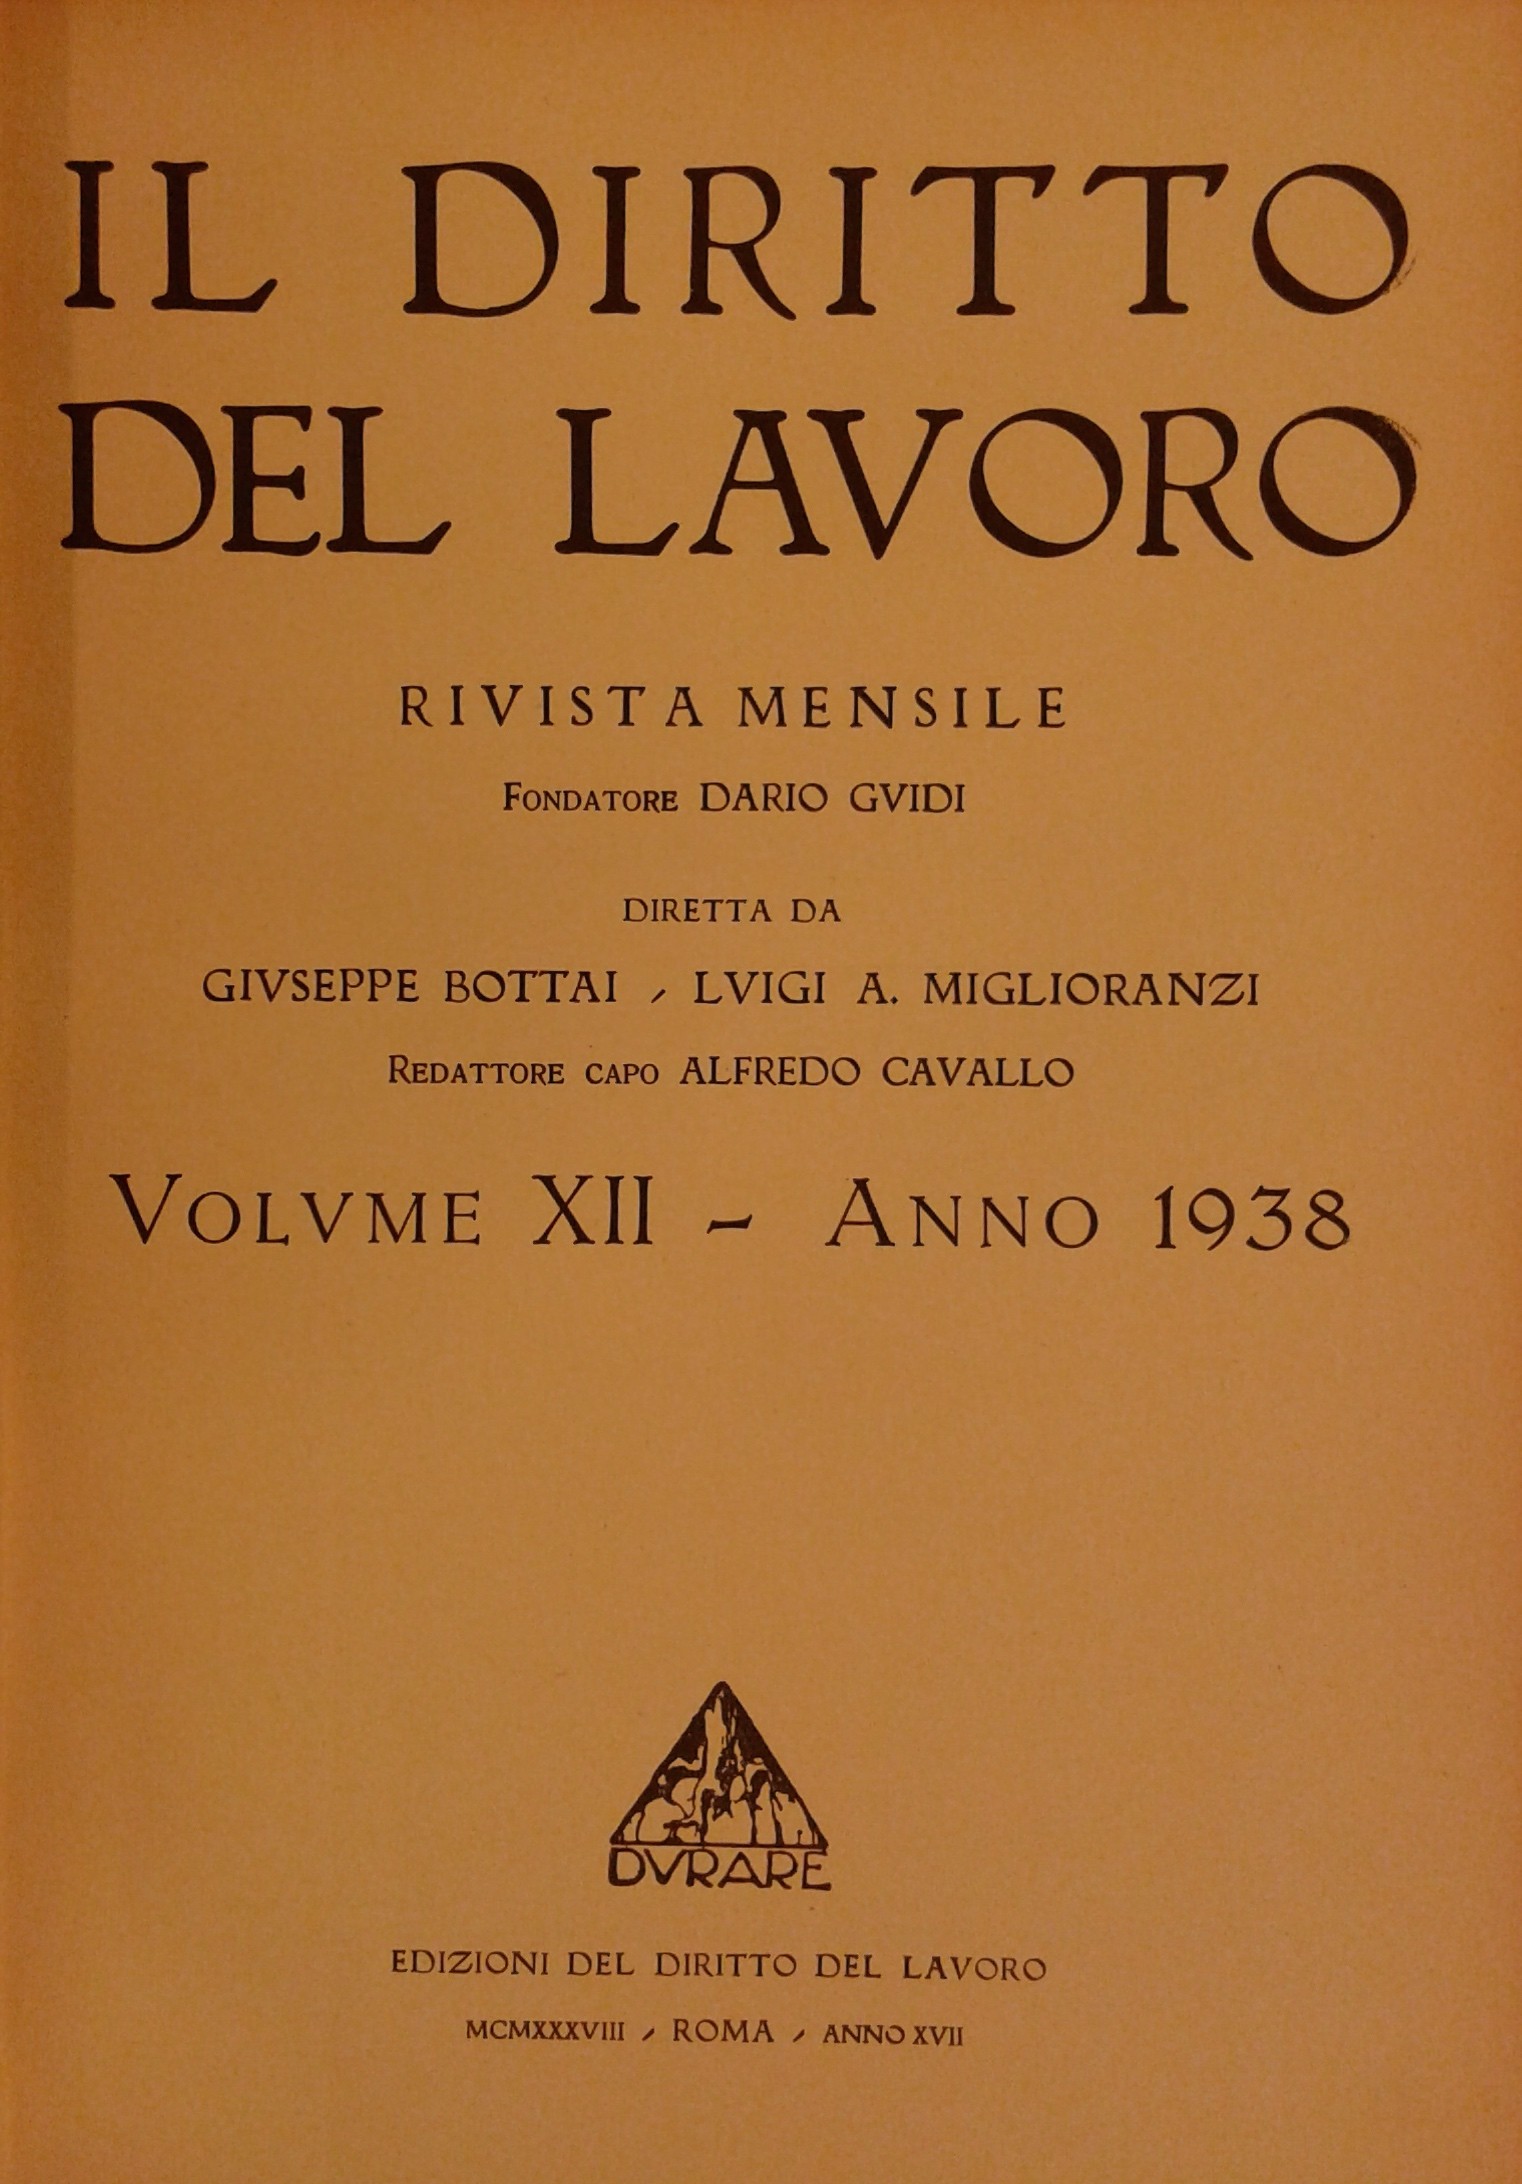 IL DIRITTO
DEL LAVORO
RIVISTA MENSILE
FONDATORE DARIO GVIDI
DIRETTA DA
GIVSEPPE BOTTAI - LVIGI A. MIGLIORANZI
REDATTORE CAPO ALFREDO CAVALLO
VOLVME XII - ANNO 1938
DVRARE
EDIZIONI DEL DIRITTO DEL LAVORO
MCMXXXVIII - ROMA - ANNO XVII